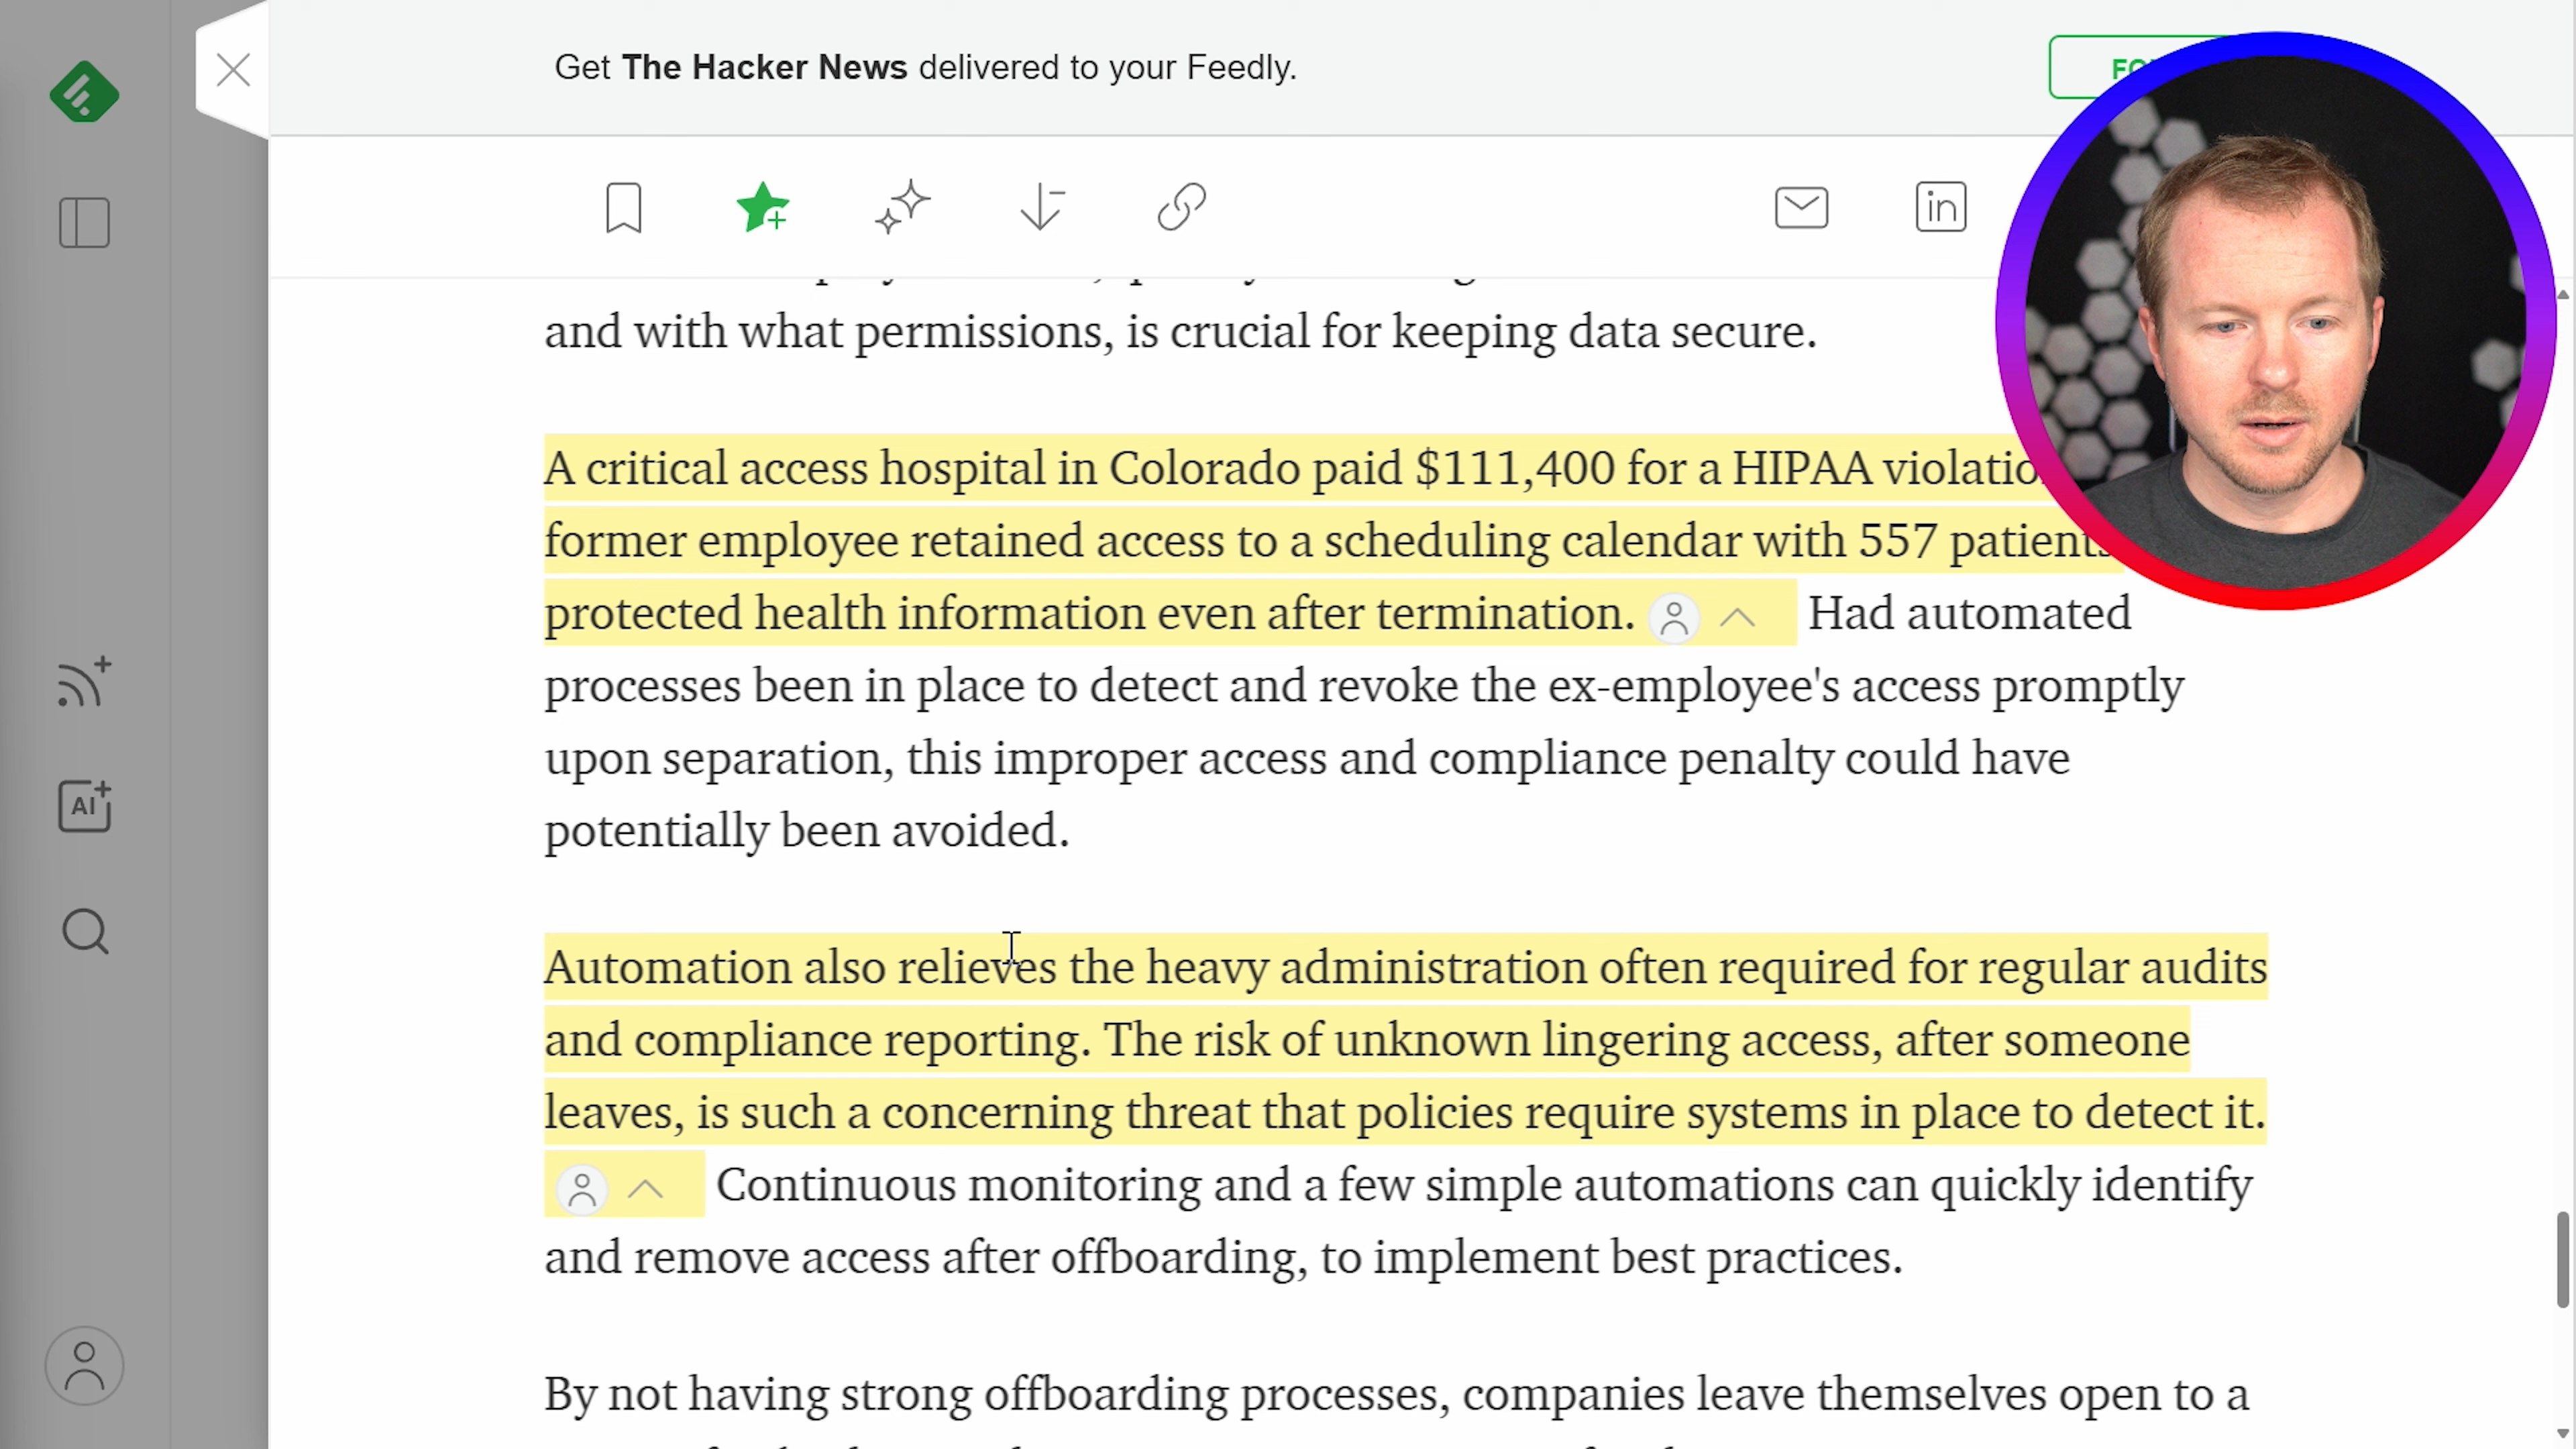 Get The Hacker News delivered to your Feedly.
in
and with what permissions, is crucial for keeping data secure.
A critical access hospital in Colorado paid $111,400 for a HIPAA
former employee retained access to a scheduling calendar with 557
protected health information even after termination. Had automated
processes been in place to detect and revoke the ex-employee's access promptly
upon separation, this improper access and compliance penalty could have
potentially been avoided.
AI
Automation also relieves the heavy administration often required for regular audits
and compliance reporting. The risk of unknown lingering access, after someone
leaves, is such a concerning threat that policies require systems in place to detect it.
Continuous monitoring and a few simple automations can quickly identify
and remove access after offboarding, to implement best practices.
By not having strong offboarding processes, companies leave themselves open to a